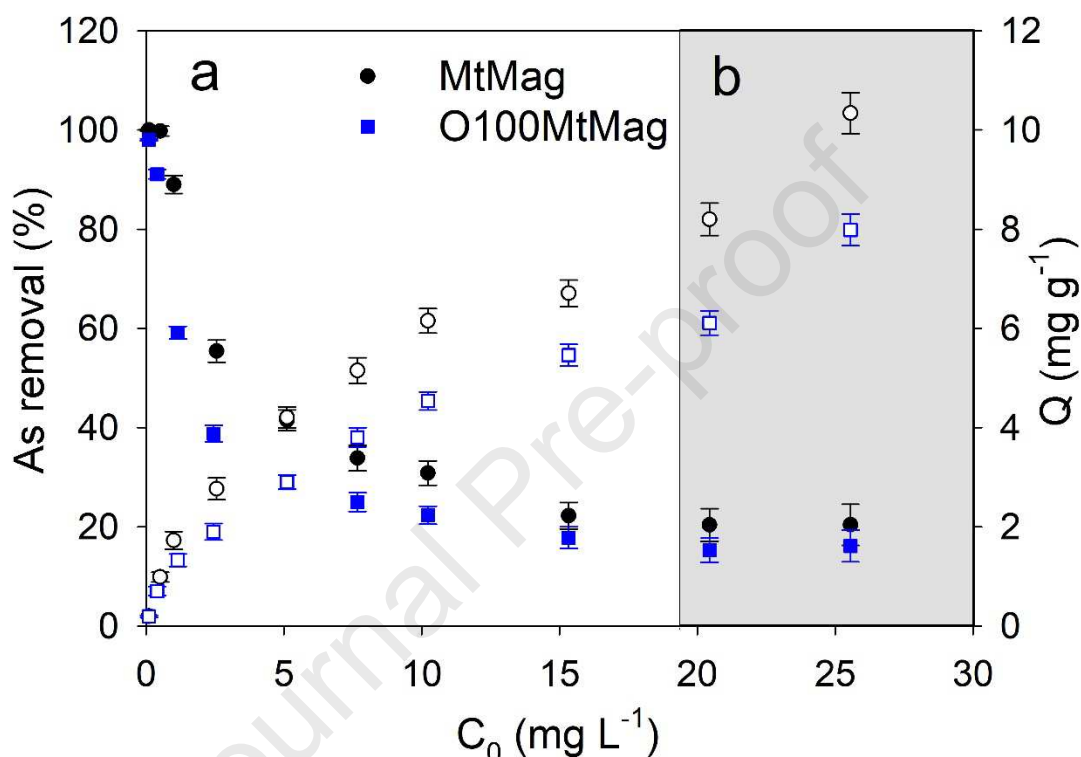 a
b
MtMag
O100MtMag
As removal (%)
120
100
80
60
40
20
0
Q (mg g⁻¹)
12
10
8
6
4
2
0
0 5 10 15 20 25 30
C₀ (mg L⁻¹)
Journal Pre-proof